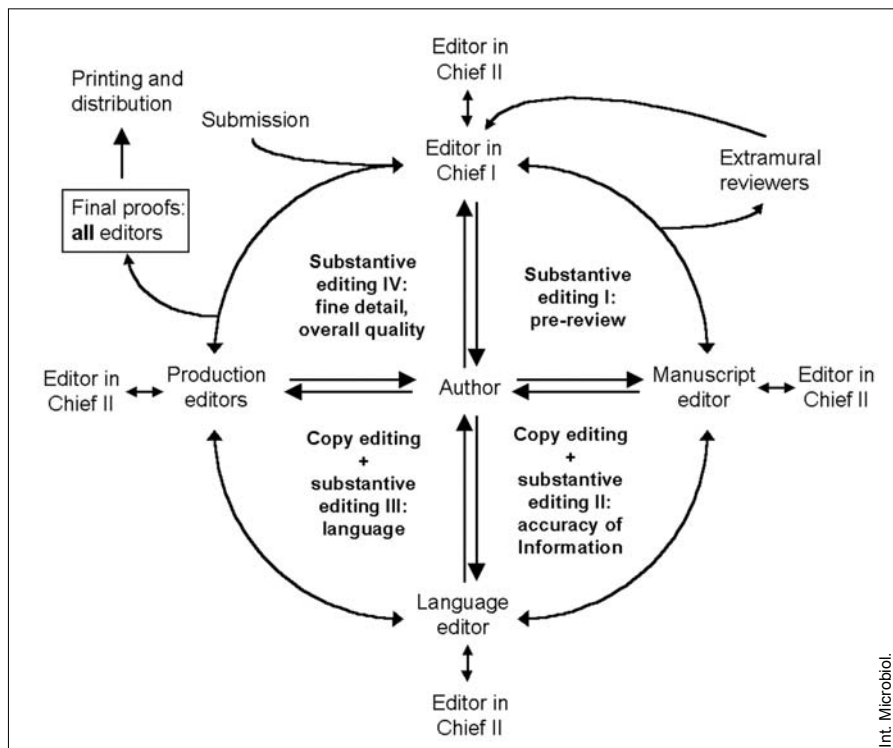 Editor in
Chief II
Printing and
distribution
Submission
Editor in
Chief I
Extramural
reviewers
Final proofs:
all editors
Substantive
editing IV:
fine detail,
overall quality
Substantive
editing I:
pre-review
Editor in
Chief II
Production
editors
Author
Manuscript
editor
Editor in
Chief II
Copy editing
+
substantive
editing III:
language
Copy editing
+
substantive
editing II:
accuracy of
Information
Language
editor
Editor in
Chief II
Int. Microbiol.